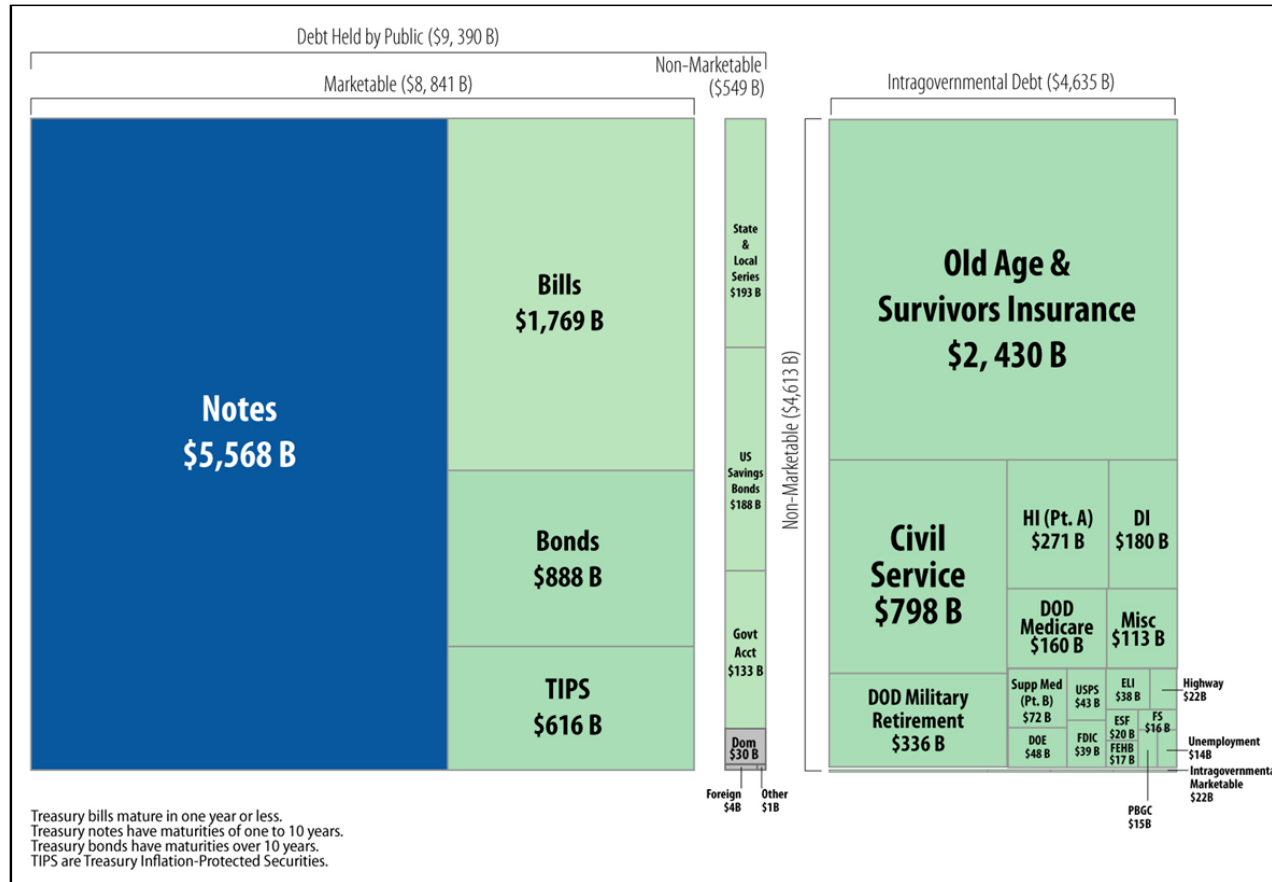 Debt Held by Public ($9, 390 B)
Marketable ($8, 841 B)
Non-Marketable
($549 B)
Intragovernmental Debt ($4,635 B)
Notes
$5,568 B
Bills
$1,769 B
Bonds
$888 B
TIPS
$616 B
State
&
Local
Series
$193 B
US
Savings
Bonds
$188 B
Govt
Acct
$133 B
Dom
$30 B
Foreign
$4B
Other
$1B
Non-Marketable ($4,613 B)
Old Age &
Survivors Insurance
$2, 430 B
Civil
Service
$798 B
HI (Pt. A)
$271 B
DI
$180 B
DOD
Medicare
$160 B
Misc
$113 B
DOD Military
Retirement
$336 B
Supp Med
(Pt. B)
$72 B
USPS
$43 B
ELI
$38 B
Highway
$22B
DOE
$48 B
FDIC
$39 B
ESF
$20 B
FS
$16 B
FEHB
$17 B
Unemployment
$14B
Intragovernmenta
Marketable
$22B
PBGC
$15B
Treasury bills mature in one year or less.
Treasury notes have maturities of one to 10 years.
Treasury bonds have maturities over 10 years.
TIPS are Treasury Inflation-Protected Securities.